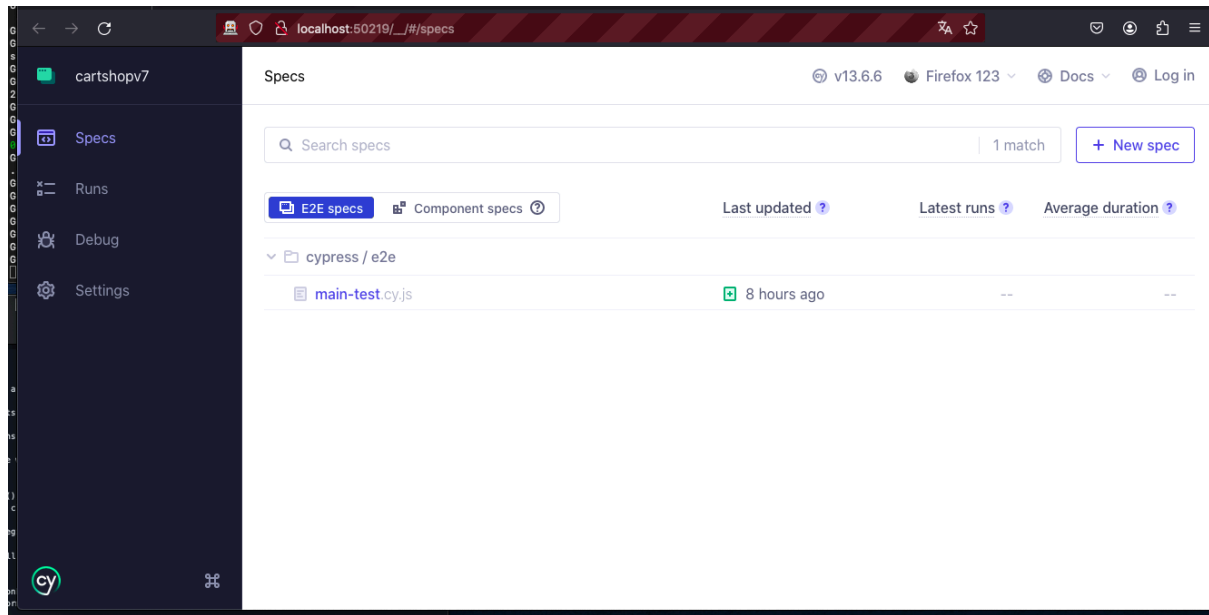 localhost:50219/__/#/specs
cartshopv7
Specs
Runs
Debug
Settings
cy
Specs
v13.6.6
Firefox 123
Docs
Log in
Search specs
1 match
+ New spec
E2E specs
Component specs
Last updated
Latest runs
Average duration
cypress / e2e
main-test.cy.js
8 hours ago
--
--